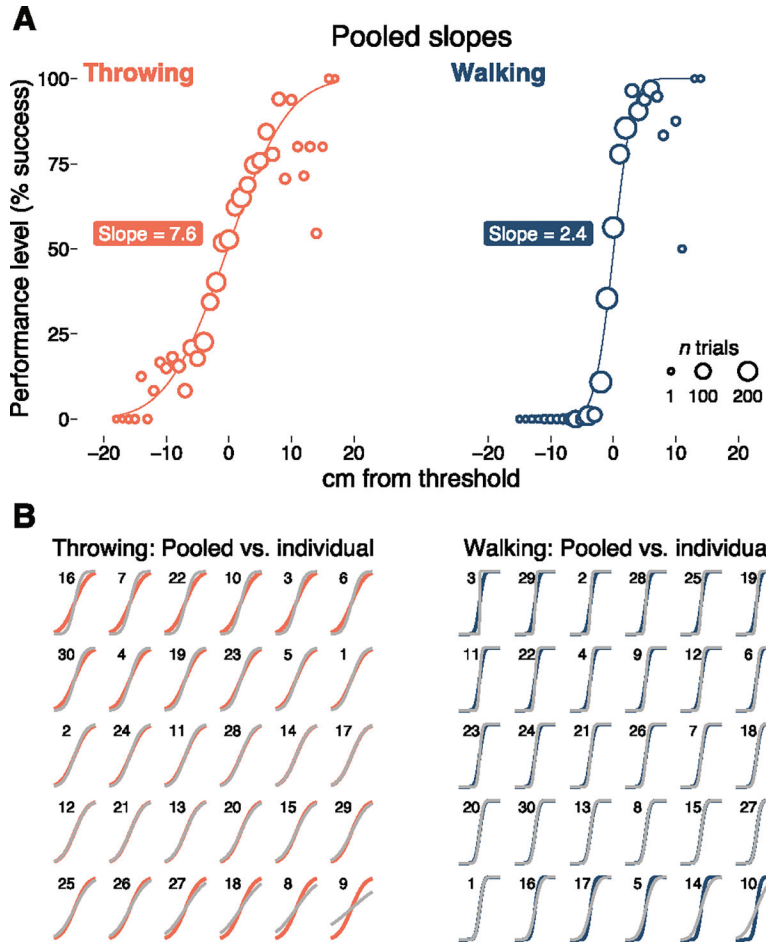 A
Pooled slopes
Throwing
Walking
Performance level (% success)
100
75
50
25
0
Slope = 7.6
Slope = 2.4
n trials
1 100 200
−20 −10 0 10 20
−20 −10 0 10 20
cm from threshold
B
Throwing: Pooled vs. individual
16 7 22 10 3 6
30 4 19 23 5 1
2 24 11 28 14 17
12 21 13 20 15 29
25 26 27 18 8 9
Walking: Pooled vs. individua
3 29 2 28 25 19
11 22 4 9 12 6
23 24 21 26 7 18
20 30 13 8 15 27
1 16 17 5 14 10